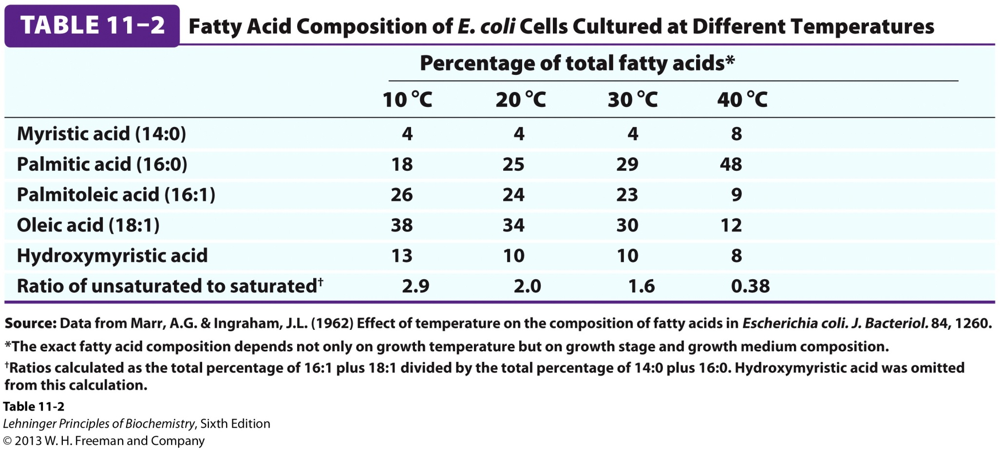 TABLE 11–2 Fatty Acid Composition of E. coli Cells Cultured at Different Temperatures
Percentage of total fatty acids*
10 °C 20 °C 30 °C 40 °C
Myristic acid (14:0) 4 4 4 8
Palmitic acid (16:0) 18 25 29 48
Palmitoleic acid (16:1) 26 24 23 9
Oleic acid (18:1) 38 34 30 12
Hydroxymyristic acid 13 10 10 8
Ratio of unsaturated to saturated† 2.9 2.0 1.6 0.38
Source: Data from Marr, A.G. & Ingraham, J.L. (1962) Effect of temperature on the composition of fatty acids in Escherichia coli. J. Bacteriol. 84, 1260.
*The exact fatty acid composition depends not only on growth temperature but on growth stage and growth medium composition.
†Ratios calculated as the total percentage of 16:1 plus 18:1 divided by the total percentage of 14:0 plus 16:0. Hydroxymyristic acid was omitted
from this calculation.
Table 11-2
Lehninger Principles of Biochemistry, Sixth Edition
© 2013 W. H. Freeman and Company